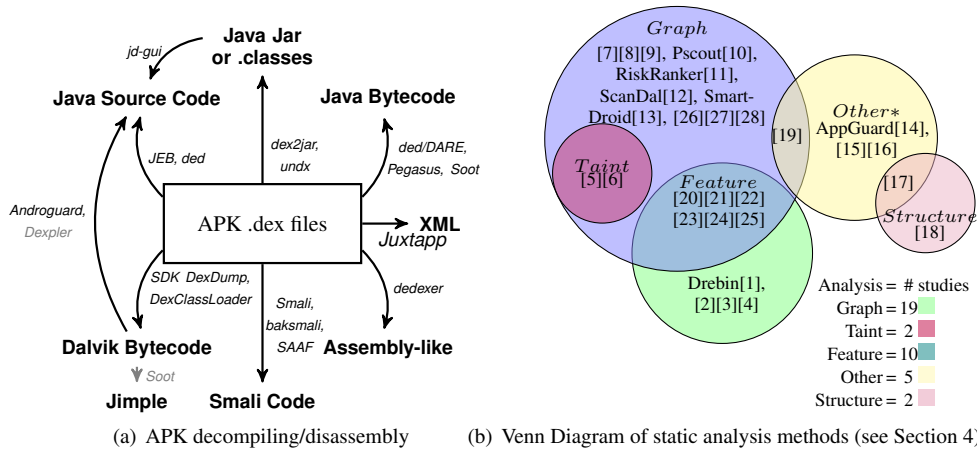 Java Jar
or .classes
jd-gui
Java Source Code
Java Bytecode
JEB, ded
dex2jar,
undx
ded/DARE,
Pegasus, Soot
Androguard,
Dexpler
APK .dex files
XML
Juxtapp
SDK DexDump,
DexClassLoader
Smali,
baksmali,
SAAF
dedexer
Dalvik Bytecode
Assembly-like
Soot
Jimple
Smali Code
(a) APK decompiling/disassembly
Graph
[7][8][9], Pscout[10],
RiskRanker[11],
ScanDal[12], Smart-
Droid[13], [26][27][28]
[19]
Other*
AppGuard[14],
[15][16]
[17]
Structure
[18]
Taint
[5][6]
Feature
[20][21][22]
[23][24][25]
Drebin[1],
[2][3][4]
Analysis = # studies
Graph = 19
Taint = 2
Feature = 10
Other = 5
Structure = 2
(b) Venn Diagram of static analysis methods (see Section 4)